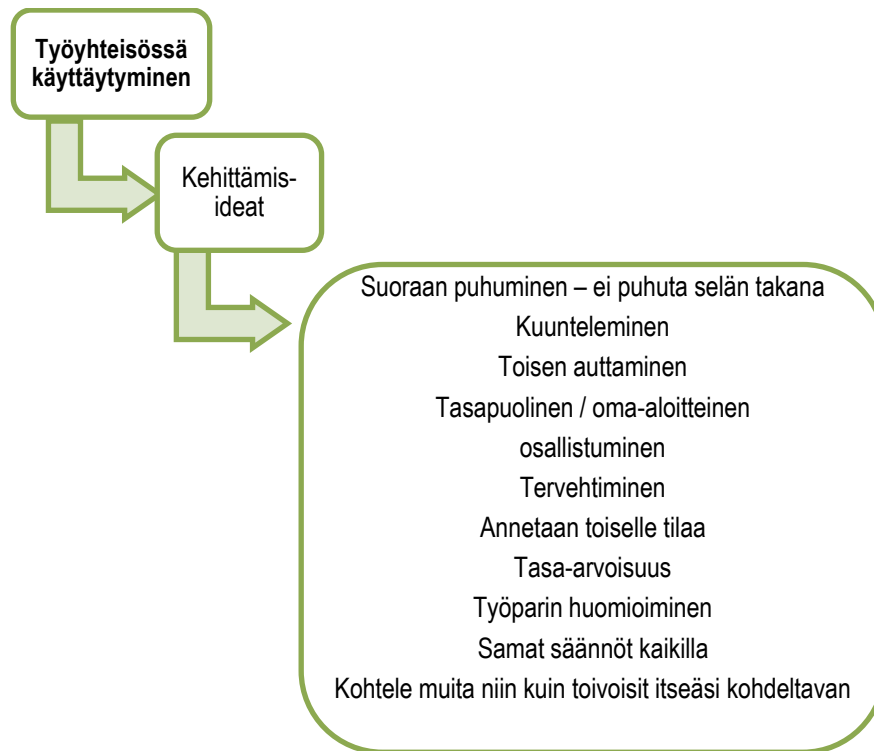 Työyhteisössä
käyttäytyminen
Kehittämis-
ideat
Suoraan puhuminen – ei puhuta selän takana
Kuunteleminen
Toisen auttaminen
Tasapuolinen / oma-aloitteinen
osallistuminen
Tervehtiminen
Annetaan toiselle tilaa
Tasa-arvoisuus
Työparin huomioiminen
Samat säännöt kaikilla
Kohtele muita niin kuin toivoisit itseäsi kohdeltavan